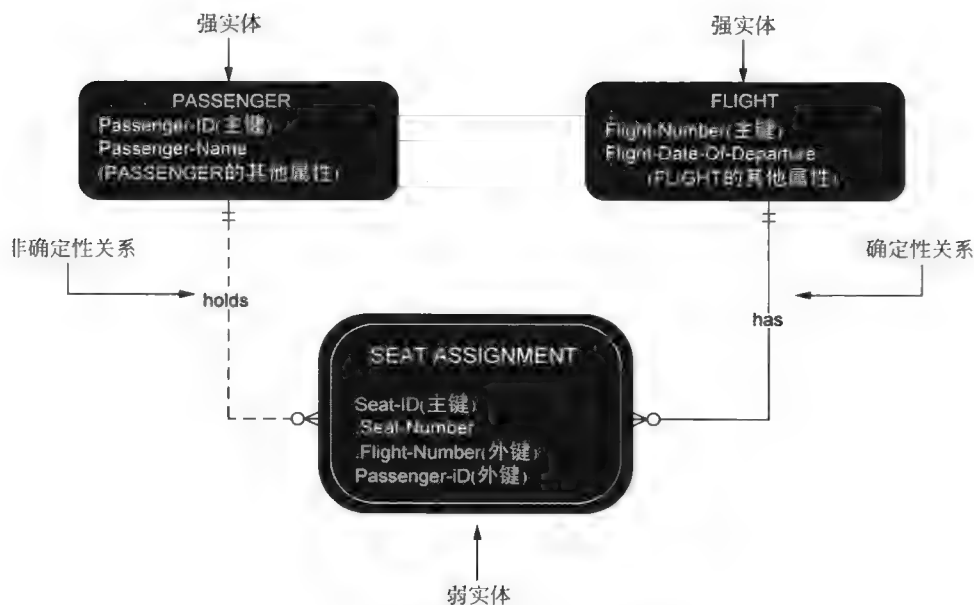 强实体
强实体
PASSENGER
Passenger-ID(主键)
Passenger-Name
(PASSENGER的其他属性)
FLIGHT
Flight-Number(主键)
Flight-Date-Of-Departure
(FLIGHT的其他属性)
非确定性关系
确定性关系
holds
has
SEAT ASSIGNMENT
Seat-ID(主键)
Seat-Number
Flight-Number(外键)
Passenger-iD(外键)
弱实体